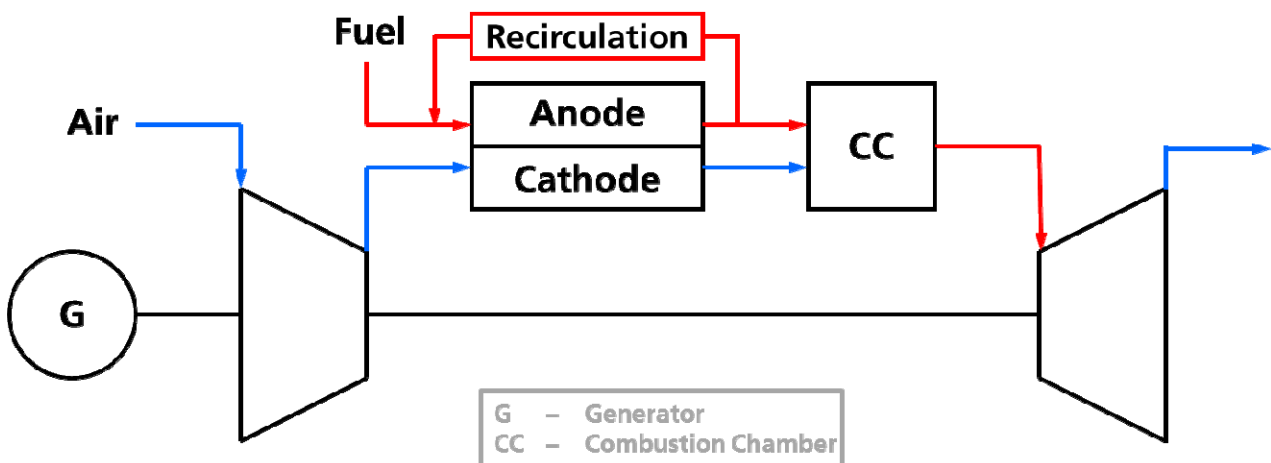 Fuel
Recirculation
Air
Anode
CC
Cathode
G
G – Generator
CC – Combustion Chamber